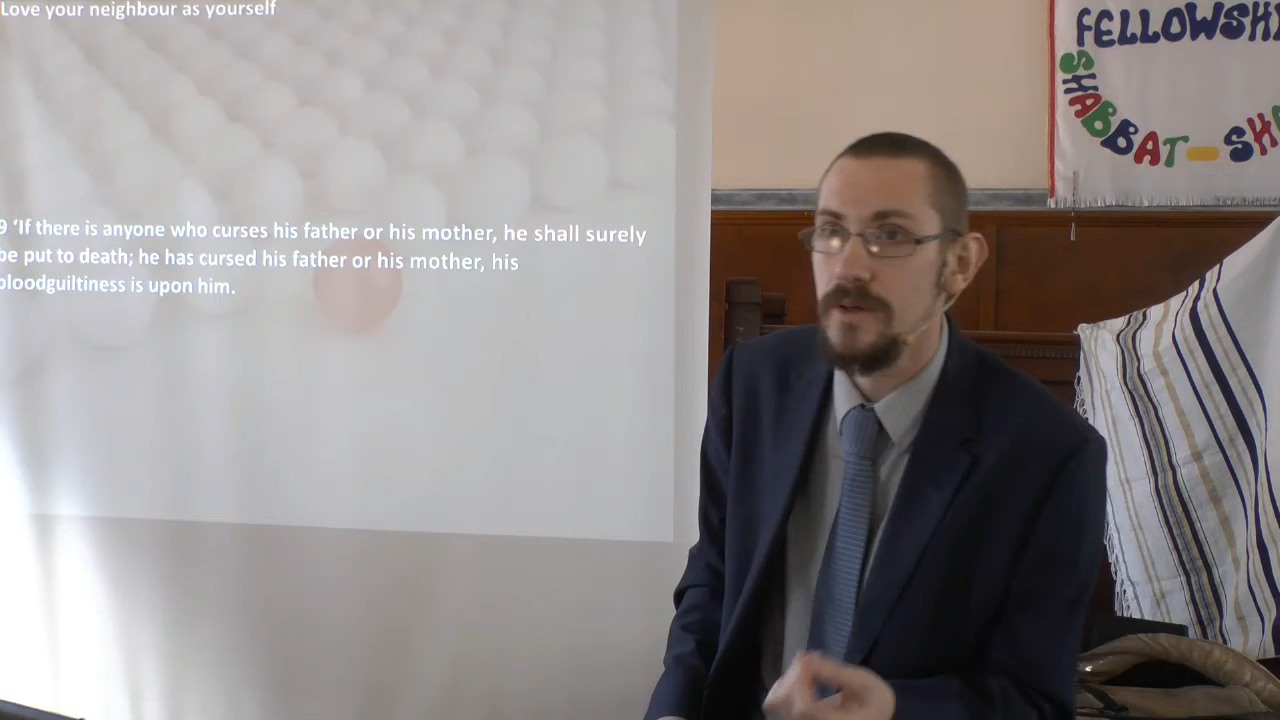 Love your neighbour as yourself
9 ‘If there is anyone who curses his father or his mother, he shall surely
be put to death; he has cursed his father or his mother, his
bloodguiltiness is upon him.
FELLOWSHI
SHABBAT-SHA